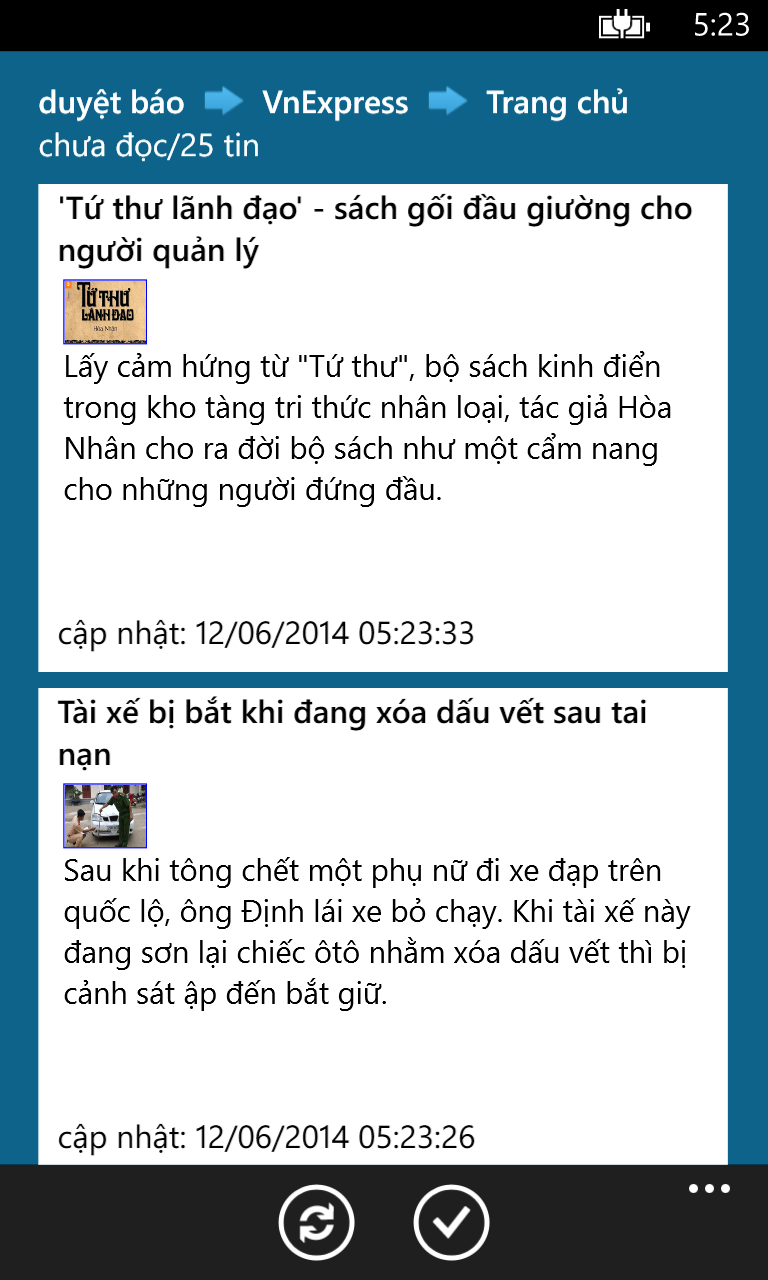 5:23
duyệt báo VnExpress Trang chủ
chưa đọc/25 tin
'Tứ thư lãnh đạo' - sách gối đầu giường cho
người quản lý
TỨ THƯ
LÃNH ĐẠO
Hòa Nhân
Lấy cảm hứng từ "Tứ thư", bộ sách kinh điển
trong kho tàng tri thức nhân loại, tác giả Hòa
Nhân cho ra đời bộ sách như một cẩm nang
cho những người đứng đầu.
cập nhật: 12/06/2014 05:23:33
Tài xế bị bắt khi đang xóa dấu vết sau tai
nạn
Sau khi tông chết một phụ nữ đi xe đạp trên
quốc lộ, ông Định lái xe bỏ chạy. Khi tài xế này
đang sơn lại chiếc ôtô nhằm xóa dấu vết thì bị
cảnh sát ập đến bắt giữ.
cập nhật: 12/06/2014 05:23:26